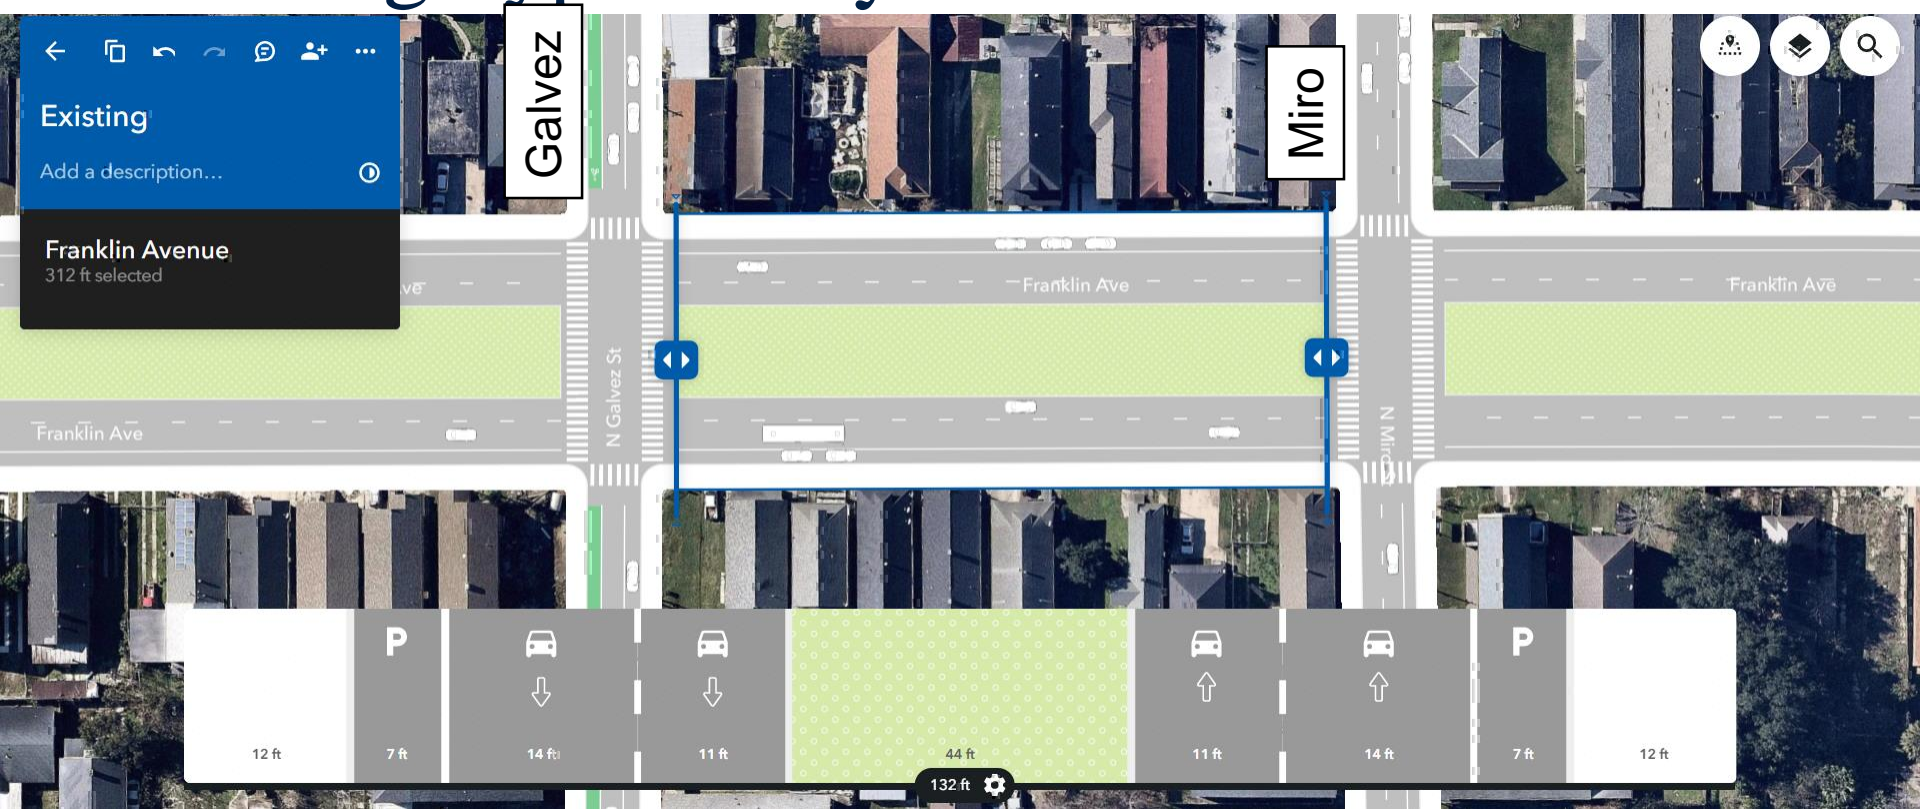 Galvez
Miro
Existing
Add a description...
Franklin Avenue
312 ft selected
Franklin Ave
Franklin Ave
ve
Franklin Ave
N Galvez St
N Miro S
P
P
12 ft
7 ft
14 ft
11 ft
44 ft
11 ft
14 ft
7 ft
12 ft
132 ft